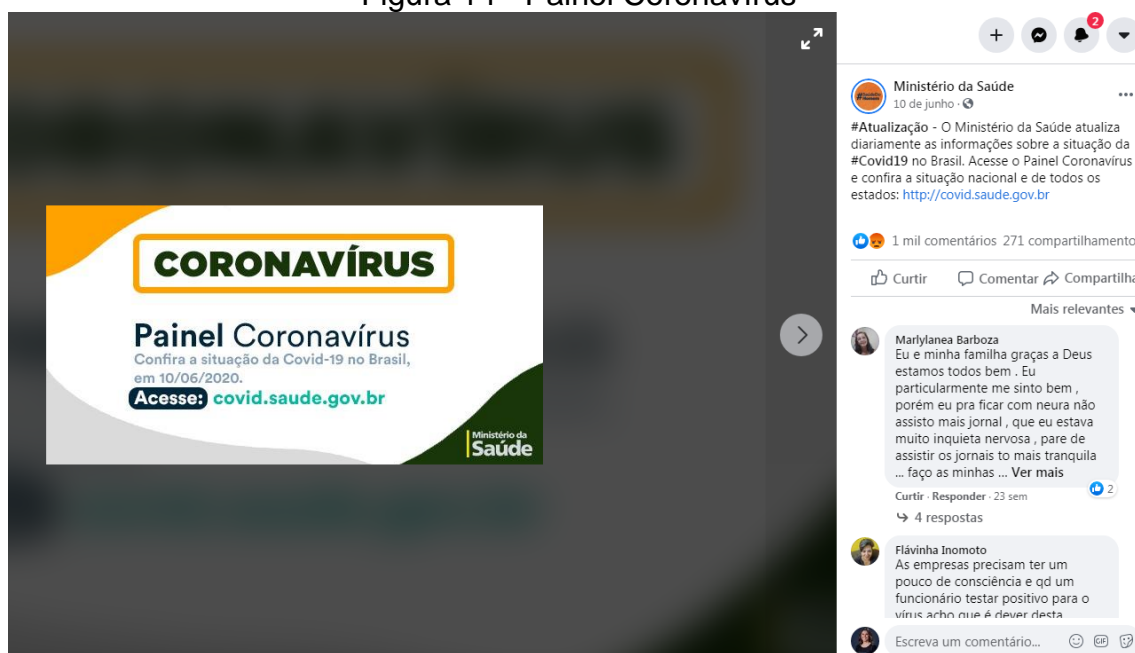 Figura 14 - Painel Coronavírus
CORONAVÍRUS
Painel Coronavírus
Confira a situação da Covid-19 no Brasil,
em 10/06/2020.
Acesse: covid.saude.gov.br
Ministério da
Saúde
2
Ministério da Saúde
10 de junho ·
#Atualização - O Ministério da Saúde atualiza
diariamente as informações sobre a situação da
#Covid19 no Brasil. Acesse o Painel Coronavírus
e confira a situação nacional e de todos os
estados: http://covid.saude.gov.br
1 mil comentários 271 compartilhamento
Curtir Comentar Compartilha
Mais relevantes
Marlylanea Barboza
Eu e minha familha graças a Deus
estamos todos bem . Eu
particularmente me sinto bem ,
porém eu pra ficar com neura não
assisto mais jornal , que eu estava
muito inquieta nervosa , pare de
assistir os jornais to mais tranquila
... faço as minhas ... Ver mais
2
Curtir · Responder · 23 sem
4 respostas
Flávinha Inomoto
As empresas precisam ter um
pouco de consciência e qd um
funcionário testar positivo para o
vírus acho que é dever desta
Escreva um comentário...
GIF